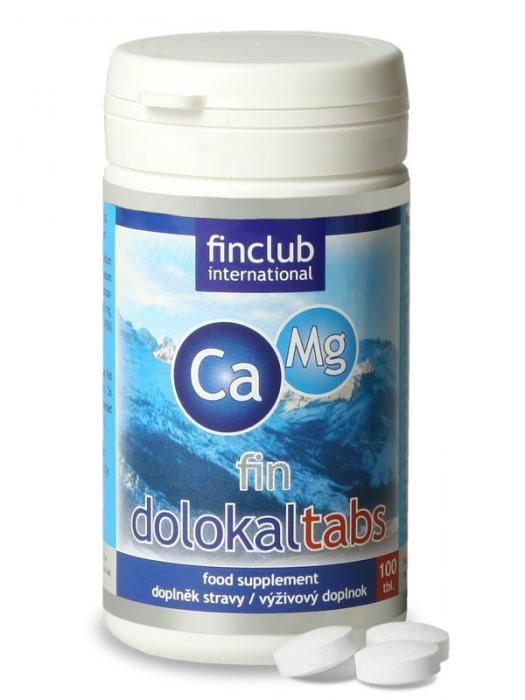 finclub
international
Ca
Mg
fin
dolokaltabs
food supplement
doplněk stravy / výživový doplnok
100
tbl.